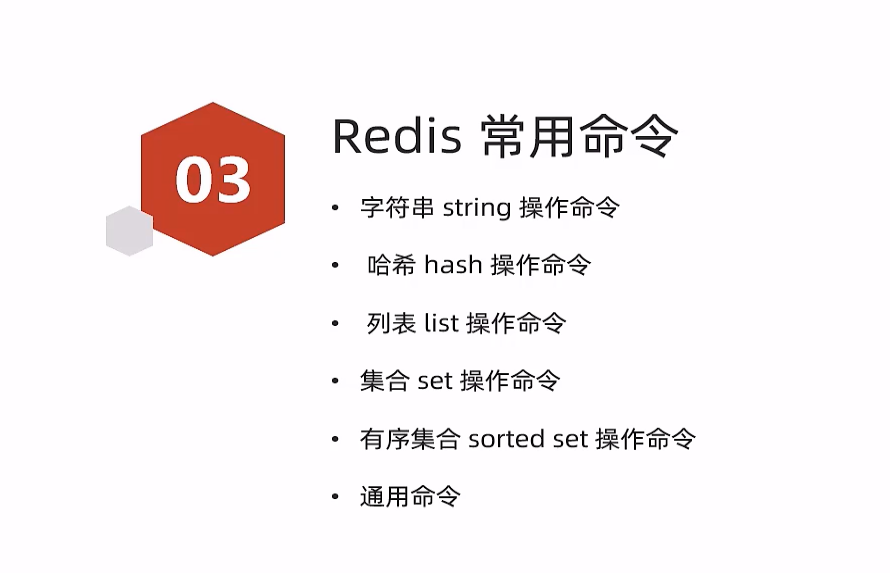 03
Redis 常用命令
• 字符串 string 操作命令
• 哈希 hash 操作命令
• 列表 list 操作命令
• 集合 set 操作命令
• 有序集合 sorted set 操作命令
• 通用命令